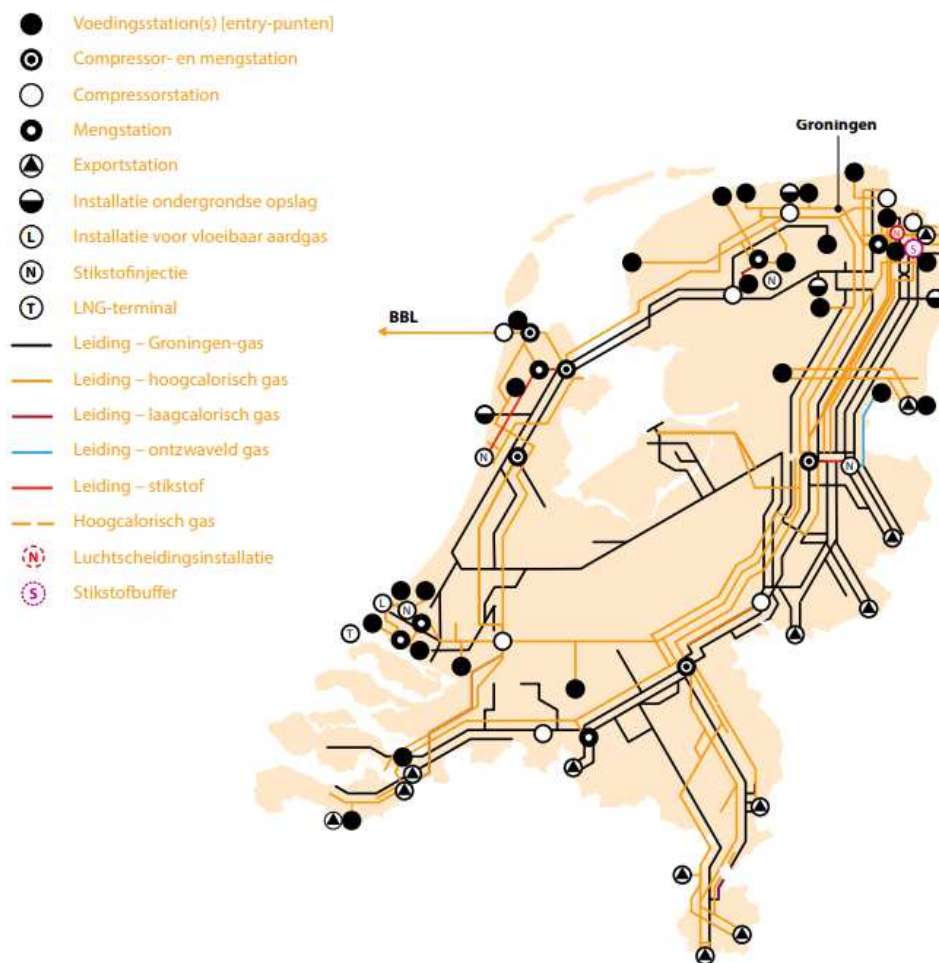 Voedingsstation(s) [entry-punten]
Compressor- en mengstation
Compressorstation
Mengstation
Exportstation
Installatie ondergrondse opslag
L Installatie voor vloeibaar aardgas
N Stikstofinjectie
T LNG-terminal
Leiding – Groningen-gas
Leiding – hoogcalorisch gas
Leiding – laagcalorisch gas
Leiding – ontzwaveld gas
Leiding – stikstof
Hoogcalorisch gas
N Luchtscheidingsinstallatie
S Stikstofbuffer
Groningen
N
S
N
BBL
N
N
L
N
T